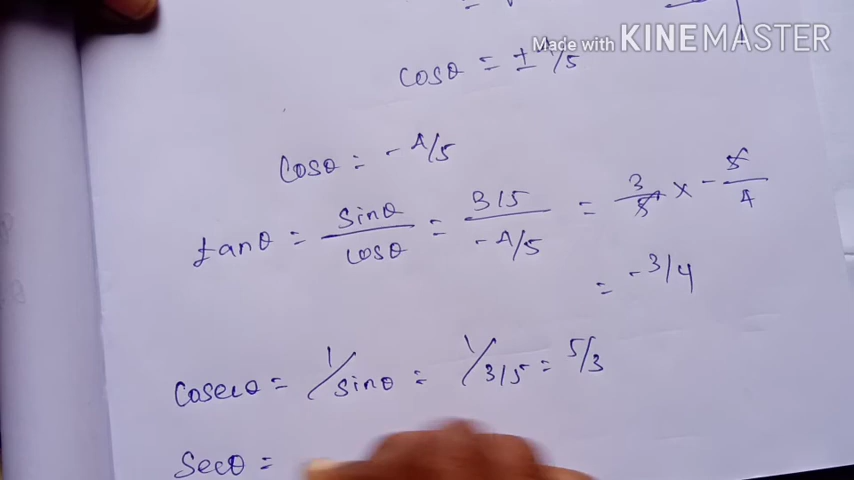 Made with KINEMASTER
cosθ = ±4/5
cosθ = -4/5
tanθ = sinθ/cosθ = 3/5/-4/5 = 3/5 x -5/4
= -3/4
cosecθ = 1/sinθ = 1/3/5 = 5/3
secθ =